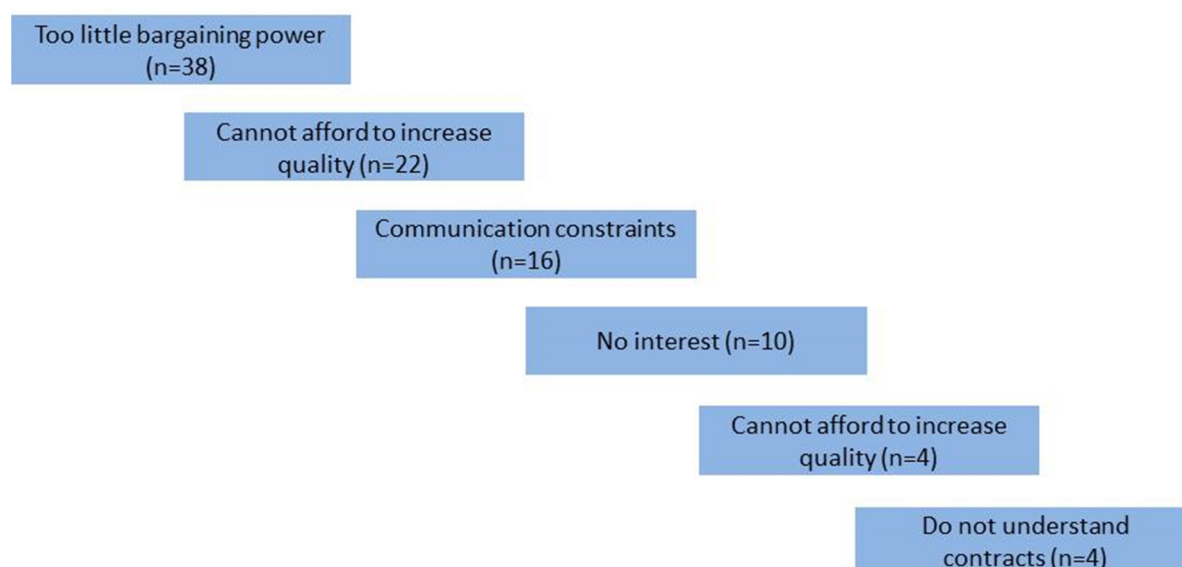 Too little bargaining power
(n=38)
Cannot afford to increase
quality (n=22)
Communication constraints
(n=16)
No interest (n=10)
Cannot afford to increase
quality (n=4)
Do not understand
contracts (n=4)